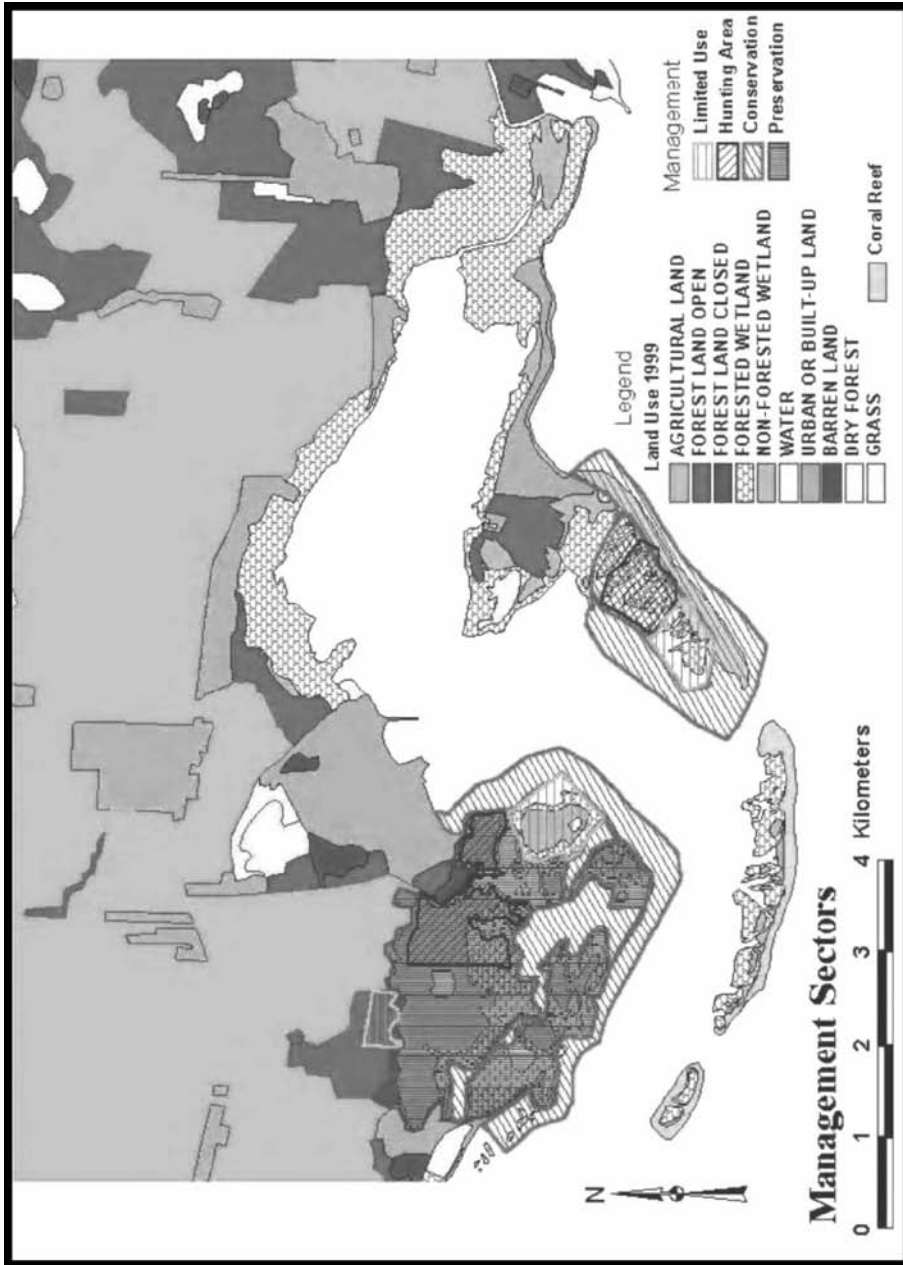 Management Sectors
0 1 2 3 4 Kilometers
N
Legend
Land Use 1999
AGRICULTURAL LAND
FOREST LAND OPEN
FOREST LAND CLOSED
FORESTED WETLAND
NON-FORESTED WETLAND
WATER
URBAN OR BUILT-UP LAND
BARREN LAND
DRY FOREST
GRASS
Management
Limited Use
Hunting Area
Conservation
Preservation
Coral Reef